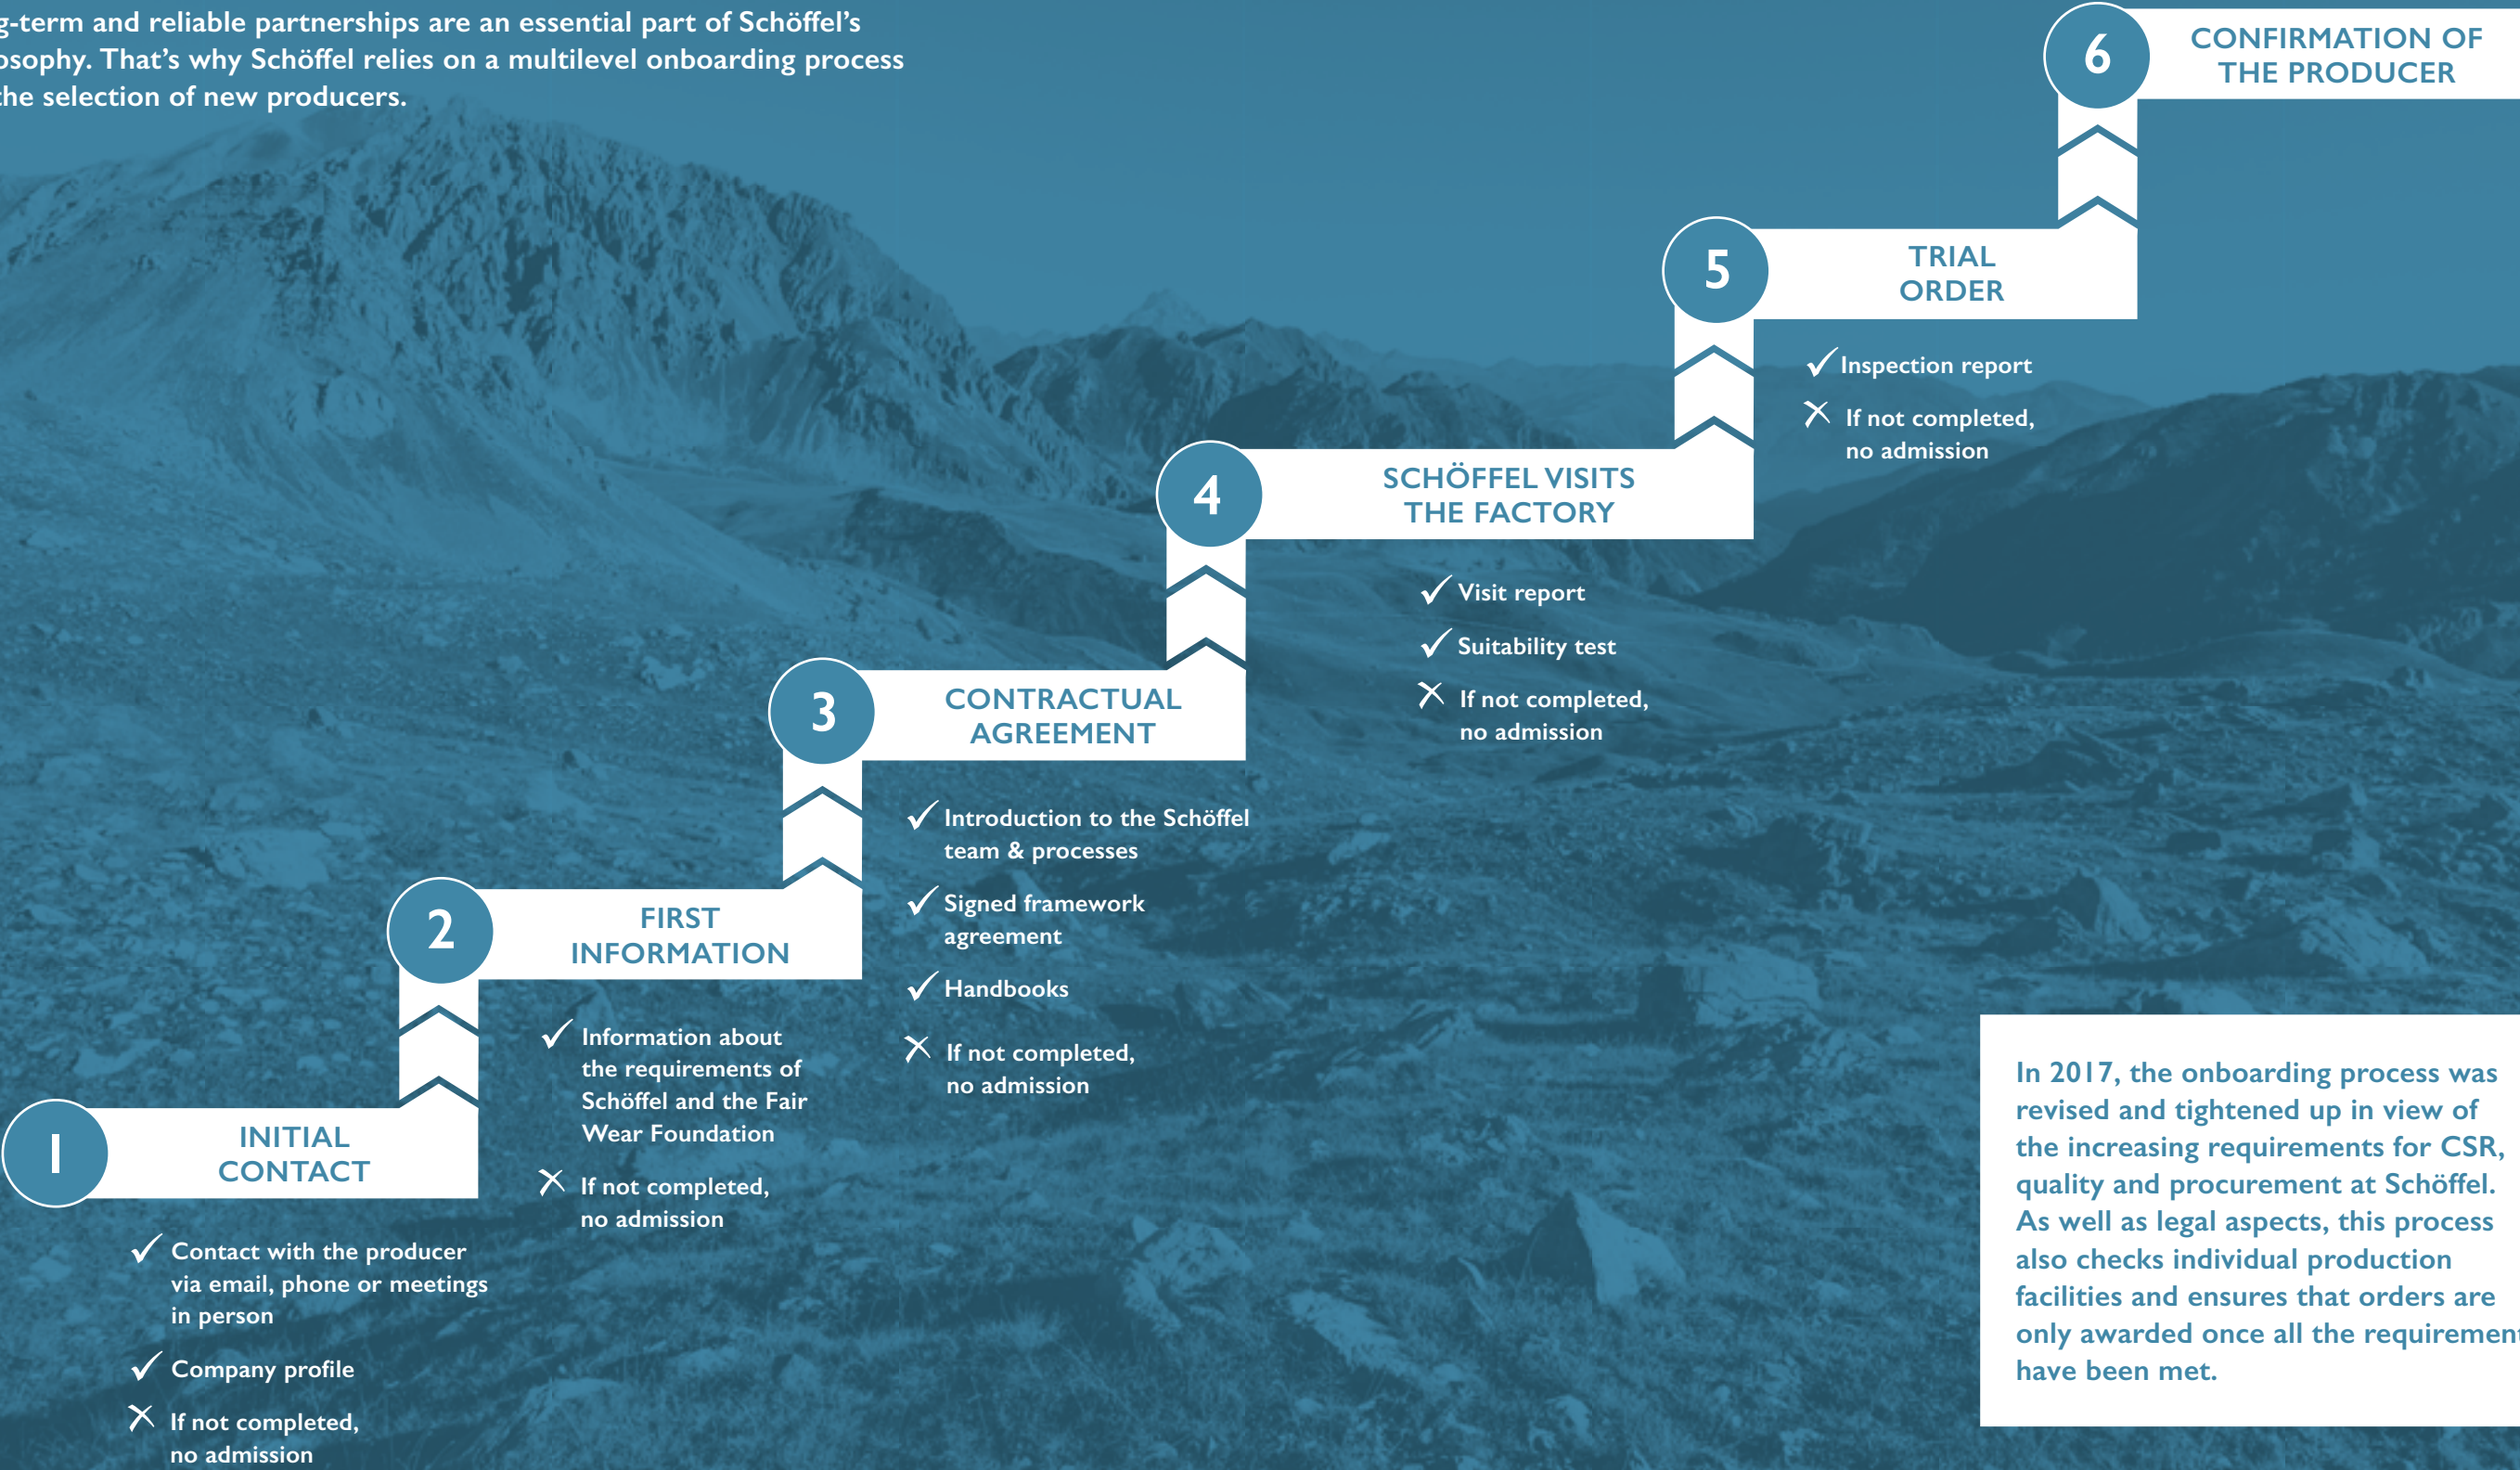 g-term and reliable partnerships are an essential part of Schöffel's
osophy. That's why Schöffel relies on a multilevel onboarding process
the selection of new producers.
6
CONFIRMATION OF
THE PRODUCER
5
TRIAL
ORDER
Inspection report
If not completed,
no admission
4
SCHÖFFEL VISITS
THE FACTORY
Visit report
Suitability test
If not completed,
no admission
3
CONTRACTUAL
AGREEMENT
Introduction to the Schöffel
team & processes
Signed framework
agreement
Handbooks
If not completed,
no admission
2
FIRST
INFORMATION
Information about
the requirements of
Schöffel and the Fair
Wear Foundation
If not completed,
no admission
1
INITIAL
CONTACT
Contact with the producer
via email, phone or meetings
in person
Company profile
If not completed,
no admission
In 2017, the onboarding process was
revised and tightened up in view of
the increasing requirements for CSR,
quality and procurement at Schöffel.
As well as legal aspects, this process
also checks individual production
facilities and ensures that orders are
only awarded once all the requirement
have been met.